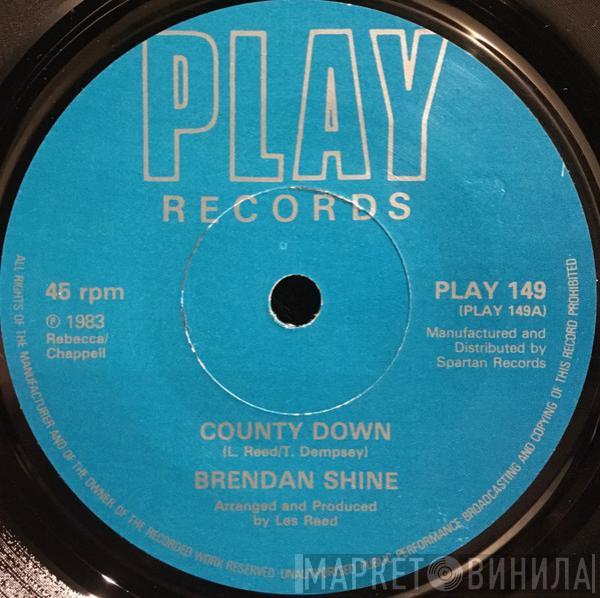 PLAY
RECORDS
45 rpm
℗ 1983
Rebecca/
Chappell
PLAY 149
(PLAY 149A)
Manufactured and
Distributed by
Spartan Records
COUNTY DOWN
(L. Reed/T. Dempsey)
BRENDAN SHINE
Arranged and Produced
by Les Reed
ALL RIGHTS OF THE MANUFACTURER AND OF THE OWNER OF THE RECORDED WORK RESERVED. UNAUTHORISED PUBLIC PERFORMANCE, BROADCASTING AND COPYING OF THIS RECORD PROHIBITED.
МАРКЕТ ВИНИЛА